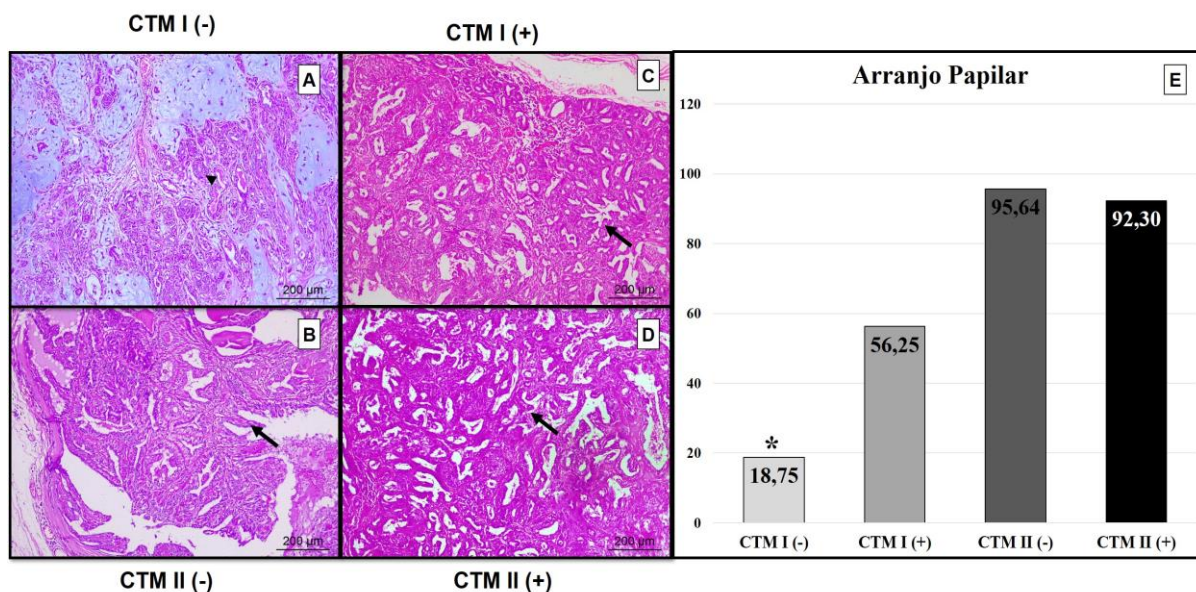 CTM I (-)
CTM I (+)
A
200 µm
C
200 µm
B
200 µm
D
200 µm
CTM II (-)
CTM II (+)
Arranjo Papilar
E
120
100
80
60
40
20
0
*
18,75
56,25
95,64
92,30
CTM I (-)
CTM I (+)
CTM II (-)
CTM II (+)